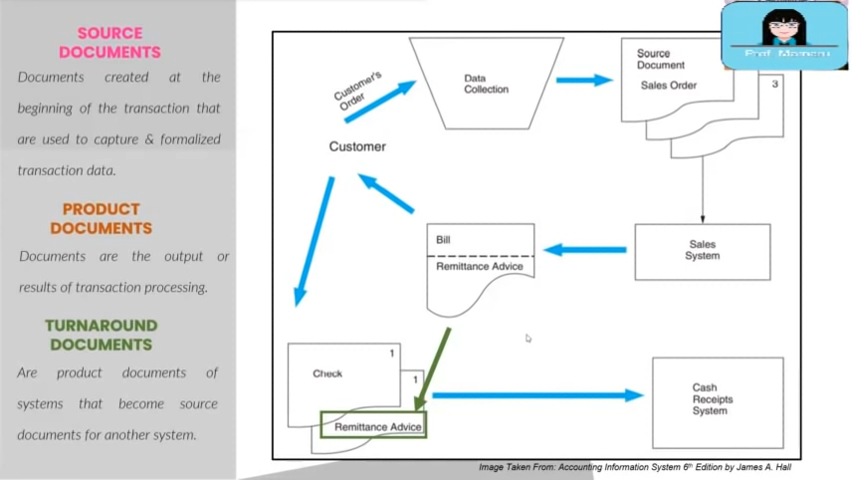 SOURCE
DOCUMENTS
Documents created at the
beginning of the transaction that
are used to capture & formalized
transaction data.
PRODUCT
DOCUMENTS
Documents are the output or
results of transaction processing.
TURNAROUND
DOCUMENTS
Are product documents of
systems that become source
documents for another system.
Customer's
Order
Data
Collection
Source
Document
Sales Order
3
Customer
Bill
Remittance Advice
Sales
System
1
Check
1
Remittance Advice
Cash
Receipts
System
Image Taken From: Accounting Information System 6th Edition by James A. Hall